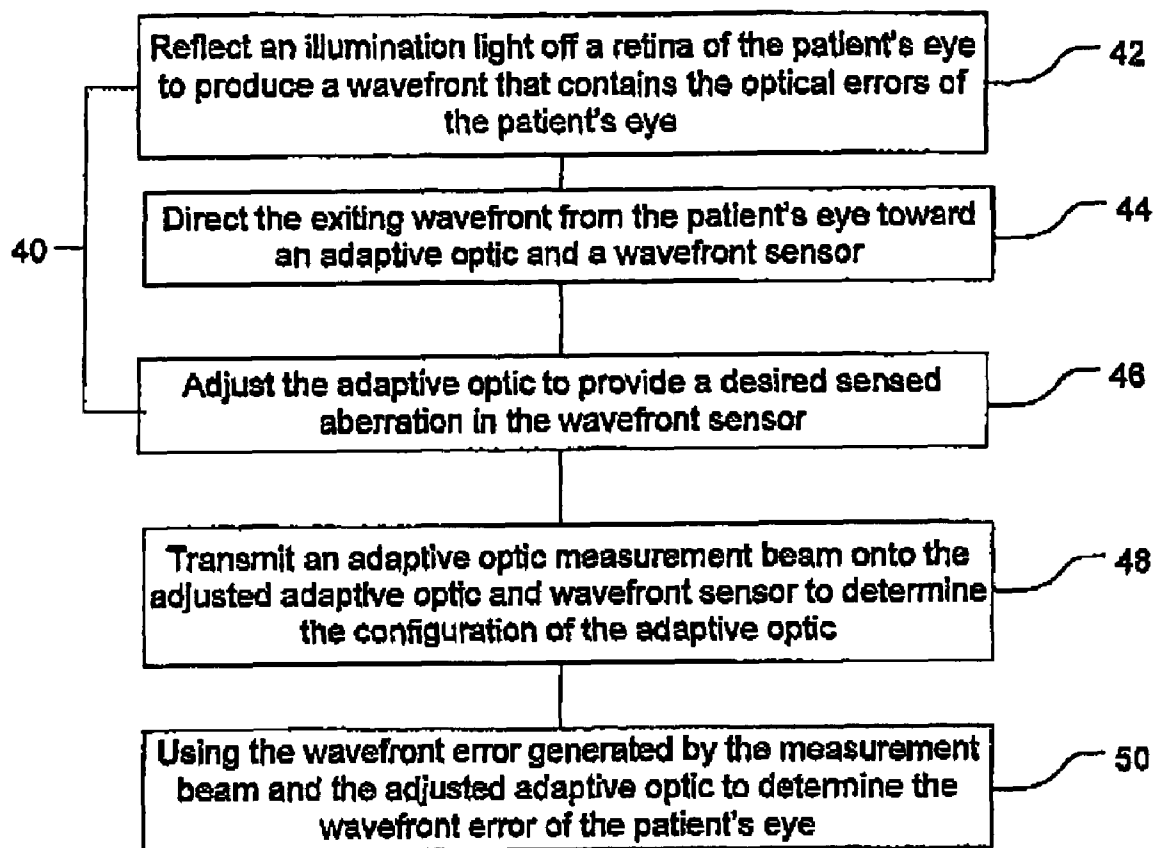 Reflect an illumination light off a retina of the patient's eye
to produce a wavefront that contains the optical errors of
the patient's eye
42
Direct the exiting wavefront from the patient's eye toward
an adaptive optic and a wavefront sensor
44
40
Adjust the adaptive optic to provide a desired sensed
aberration in the wavefront sensor
46
Transmit an adaptive optic measurement beam onto the
adjusted adaptive optic and wavefront sensor to determine
the configuration of the adaptive optic
48
Using the wavefront error generated by the measurement
beam and the adjusted adaptive optic to determine the
wavefront error of the patient's eye
50